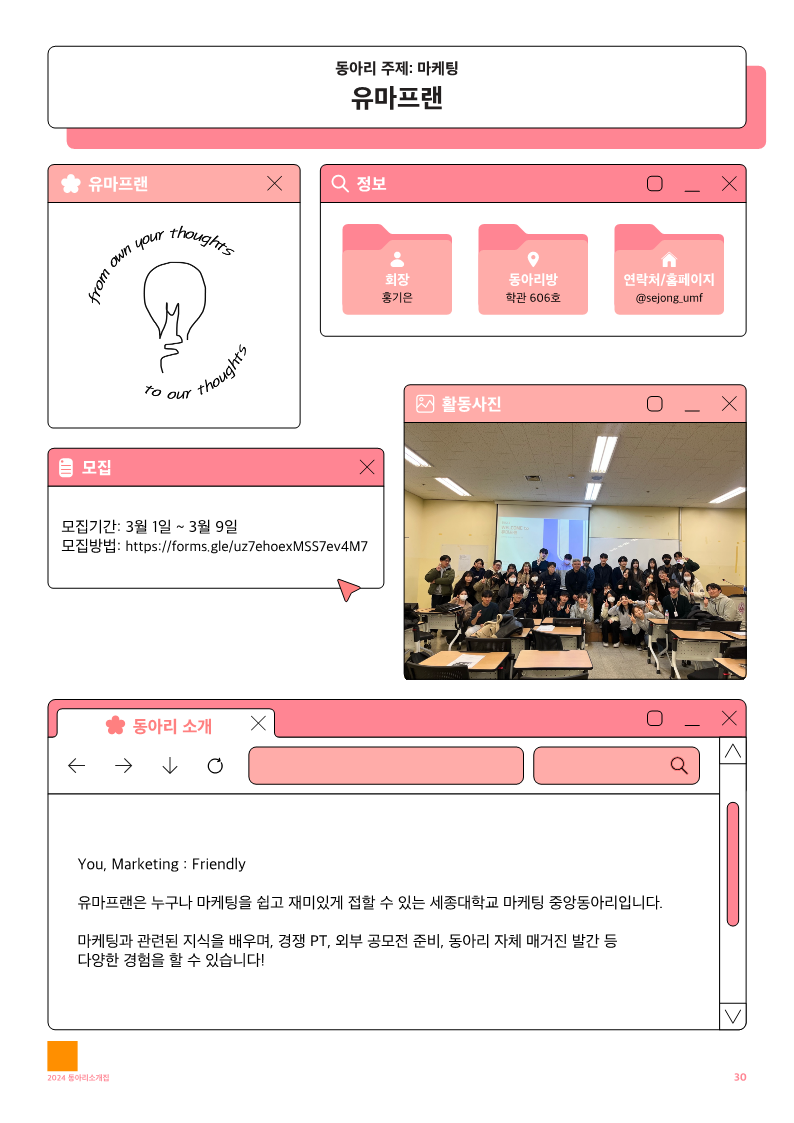 동아리 주제: 마케팅
유마프랜
유마프랜
from own your thoughts
to our thoughts
정보
회장
홍기은
동아리방
학관 606호
연락처/홈페이지
@sejong_umf
활동사진
모집
모집기간: 3월 1일 ~ 3월 9일
모집방법: https://forms.gle/uz7ehoexMSS7ev4M7
동아리 소개
You, Marketing : Friendly
유마프랜은 누구나 마케팅을 쉽고 재미있게 접할 수 있는 세종대학교 마케팅 중앙동아리입니다.
마케팅과 관련된 지식을 배우며, 경쟁 PT, 외부 공모전 준비, 동아리 자체 매거진 발간 등
다양한 경험을 할 수 있습니다!
2024 동아리소개집
30